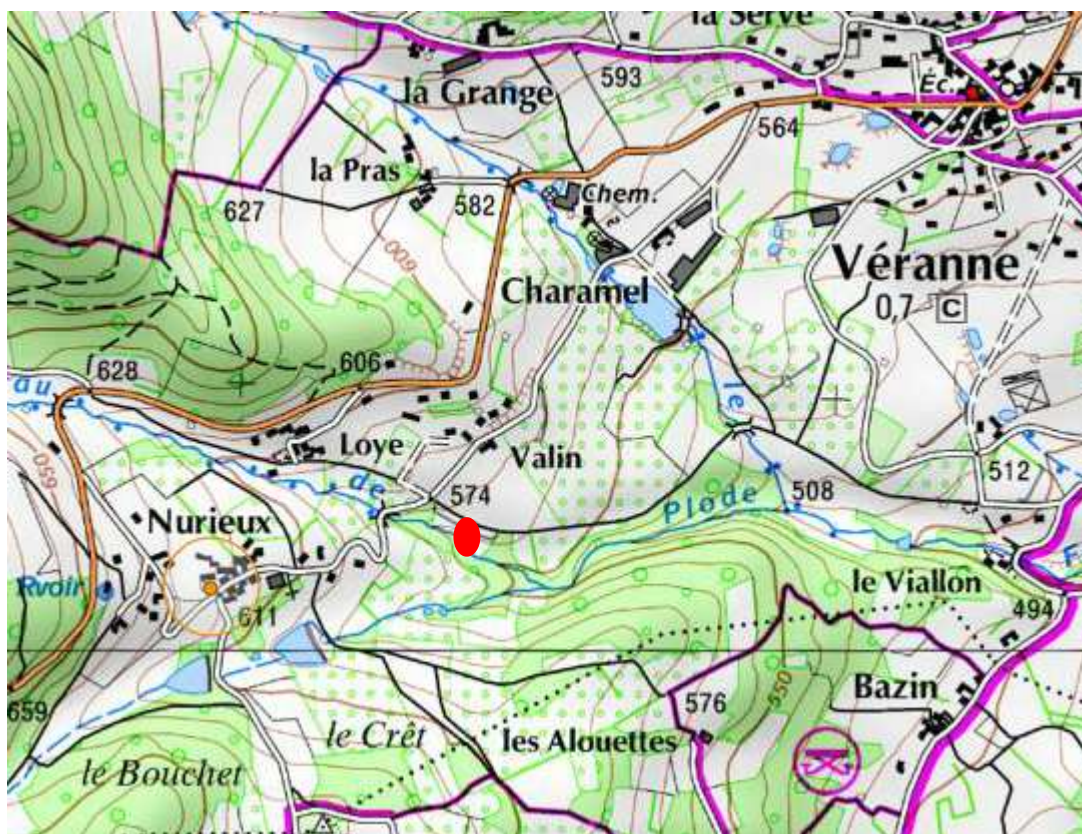 la Serve
593
la Grange
Éc.
564
la Pras
582
Chem.
627
600
Véranne
0,7 C
Charamel
606
628
au
le
Loye
Valin
650
de
574
512
Plode
508
Nurieux
Rvoir
le Viallon
611
494
550
Bazin
659
576
le Crêt
les Alouettes
le Bouchet